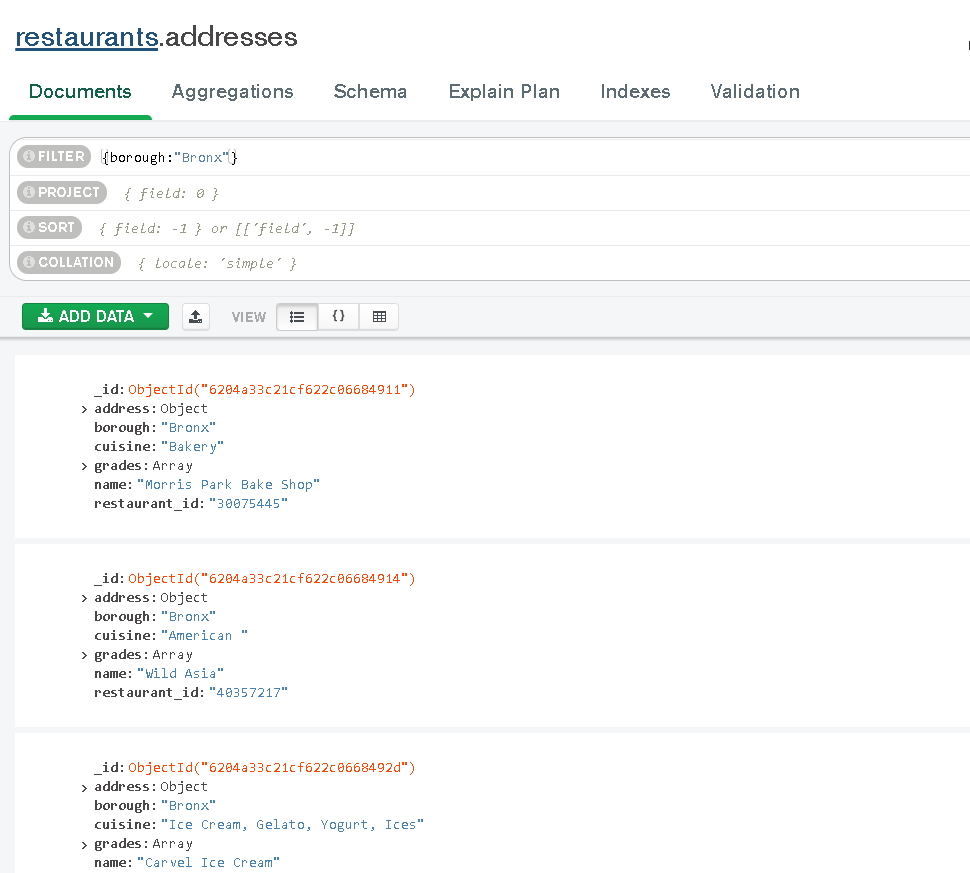 restaurants.addresses
Documents Aggregations Schema Explain Plan Indexes Validation
FILTER {borough:"Bronx"}
PROJECT { field: 0 }
SORT { field: -1 } or [['field', -1]]
COLLATION { locale: 'simple' }
ADD DATA VIEW {}
_id: ObjectId("6204a33c21cf622c06684911")
> address: Object
borough: "Bronx"
cuisine: "Bakery"
> grades: Array
name: "Morris Park Bake Shop"
restaurant_id: "30075445"
_id: ObjectId("6204a33c21cf622c06684914")
> address: Object
borough: "Bronx"
cuisine: "American "
> grades: Array
name: "Wild Asia"
restaurant_id: "40357217"
_id: ObjectId("6204a33c21cf622c0668492d")
> address: Object
borough: "Bronx"
cuisine: "Ice Cream, Gelato, Yogurt, Ices"
> grades: Array
name: "Carvel Ice Cream"